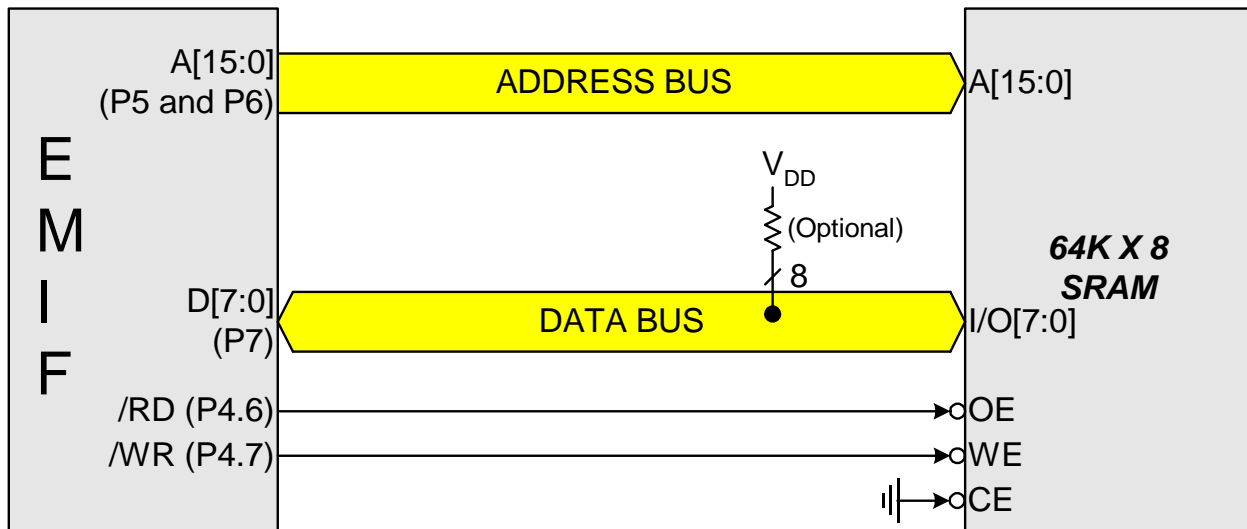 E
M
I
F
A[15:0]
(P5 and P6)
ADDRESS BUS
A[15:0]
VDD
(Optional)
8
64K X 8
SRAM
D[7:0]
(P7)
DATA BUS
I/O[7:0]
/RD (P4.6)
OE
/WR (P4.7)
WE
CE